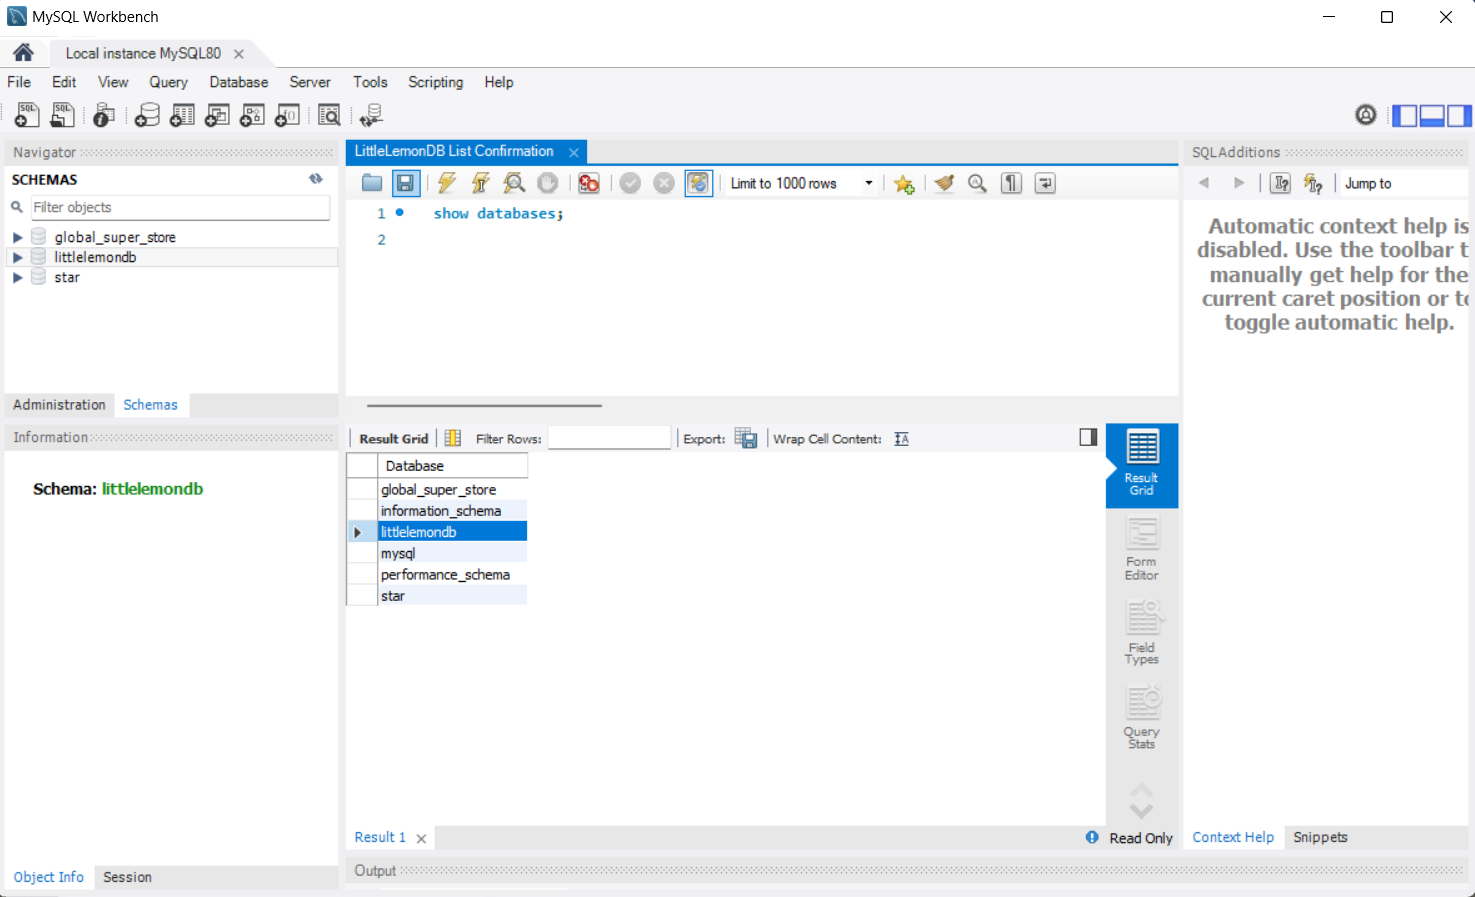 MySQL Workbench
Local instance MySQL80
File Edit View Query Database Server Tools Scripting Help
Navigator
SCHEMAS
Filter objects
global_super_store
littlelemondb
star
Administration Schemas
Information
Schema: littlelemondb
Object Info Session
LittleLemonDB List Confirmation
Limit to 1000 rows
1 show databases;
2
Result Grid Filter Rows: Export: Wrap Cell Content:
Database
global_super_store
information_schema
littlelemondb
mysql
performance_schema
star
Result
Grid
Form
Editor
Field
Types
Query
Stats
Result 1
Read Only
Output
SQLAdditions
Jump to
Automatic context help is
disabled. Use the toolbar t
manually get help for the
current caret position or to
toggle automatic help.
Context Help Snippets